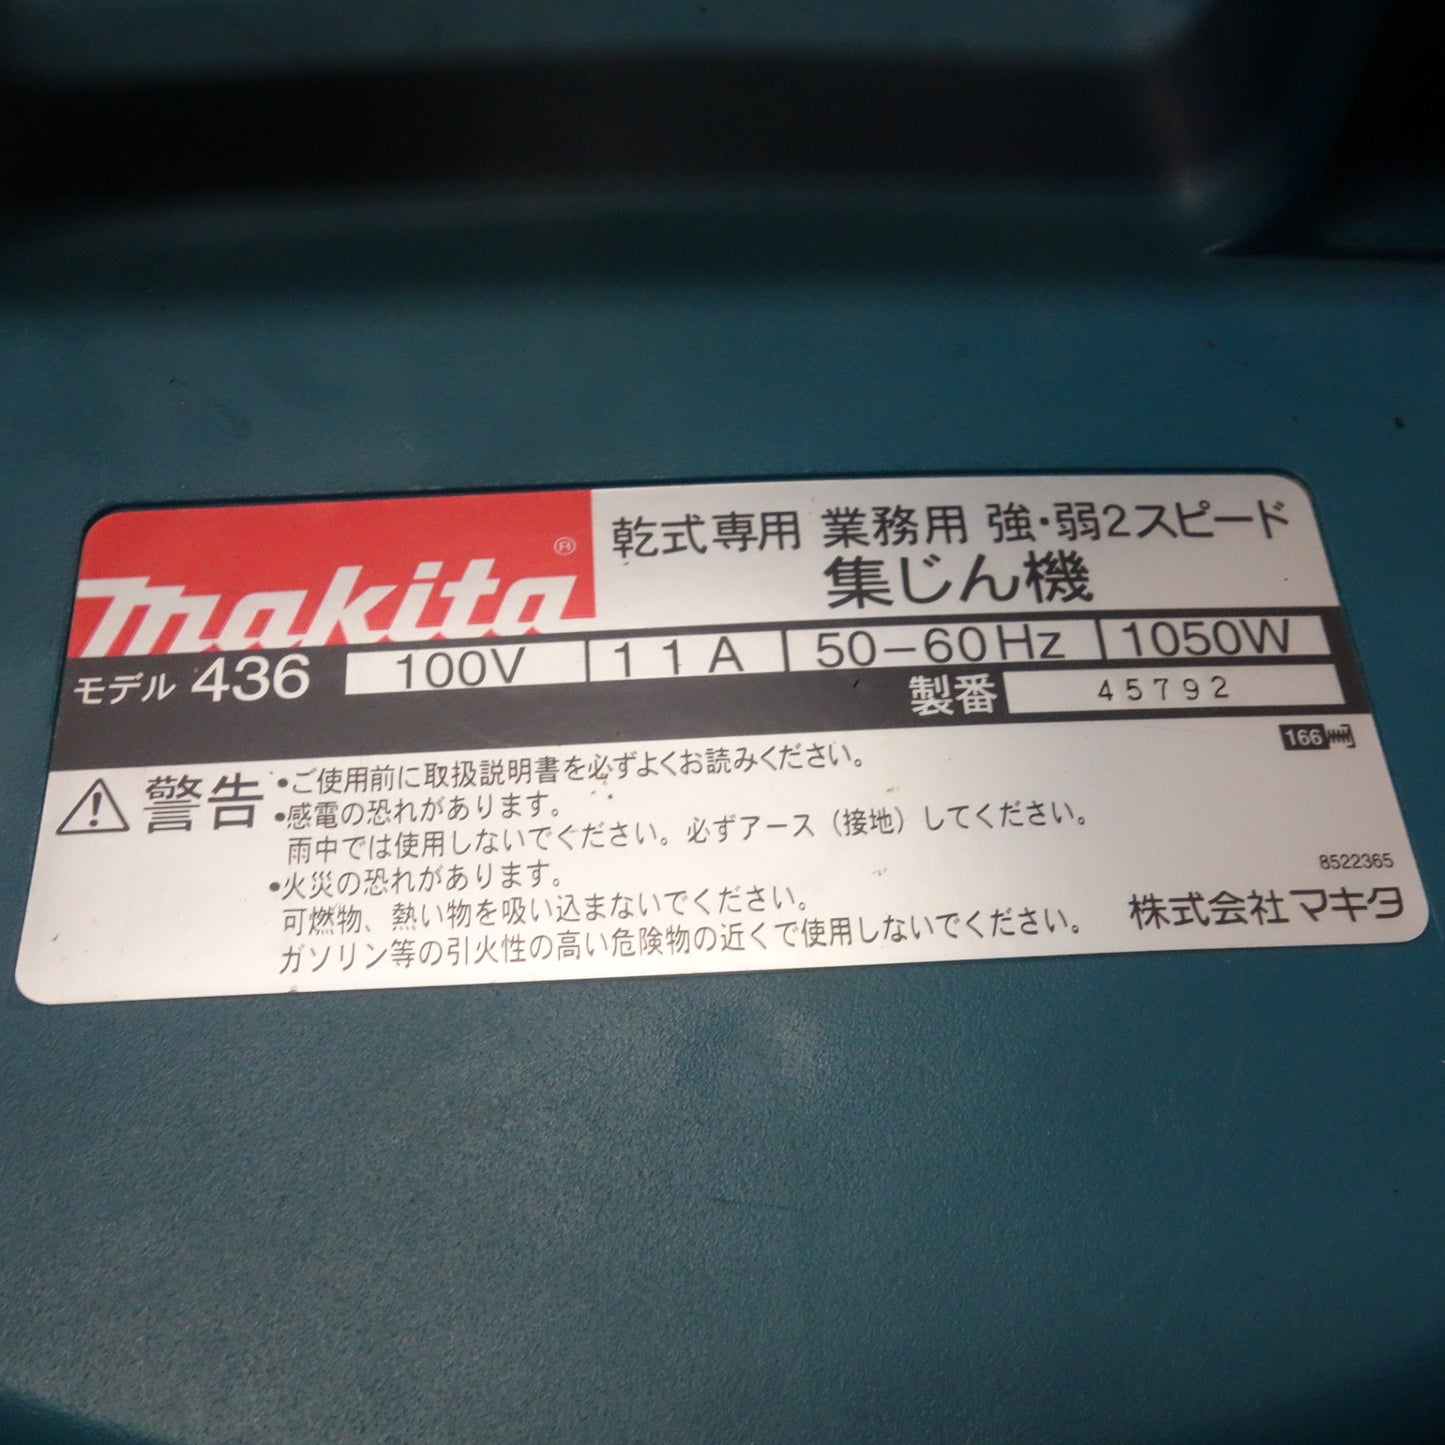 makita®
乾式専用 業務用 強・弱2スピード
集じん機
モデル 436 100V 11A 50-60Hz 1050W
製番 45792
166
警告
•ご使用前に取扱説明書を必ずよくお読みください。
•感電の恐れがあります。
雨中では使用しないでください。必ずアース（接地）してください。
•火災の恐れがあります。
可燃物、熱い物を吸い込まないでください。
ガソリン等の引火性の高い危険物の近くで使用しないでください。
8522365
株式会社マキタ